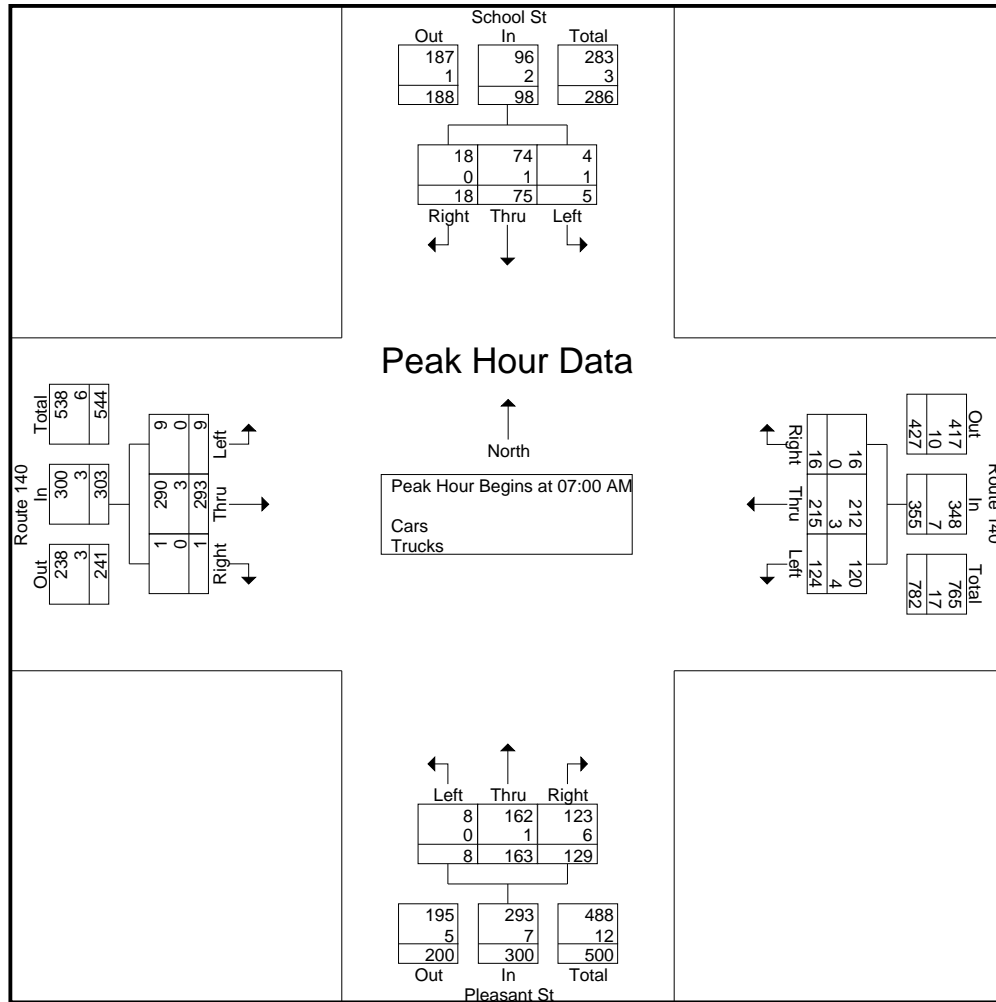 School St
Out In Total
187 96 283
1 2 3
188 98 286
18 74 4
0 1 1
18 75 5
Right Thru Left
Peak Hour Data
North
Peak Hour Begins at 07:00 AM
Cars
Trucks
Route 140
Total In Out
538 300 238
6 3 3
544 303 241
9 290 1
0 3 0
9 293 1
Left Thru Right
Route 140
Out In Total
417 348 765
10 7 17
427 355 782
16 212 120
0 3 4
16 215 124
Right Thru Left
Left Thru Right
8 162 123
0 1 6
8 163 129
195 293 488
5 7 12
200 300 500
Out In Total
Pleasant St